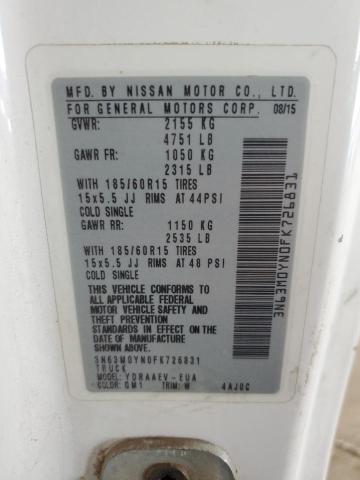 MFD. BY NISSAN MOTOR CO., LTD.
FOR GENERAL MOTORS CORP. 08/15
GVWR: 2155 KG
4751 LB
GAWR FR: 1050 KG
2315 LB
WITH 185/60R15 TIRES
15x5.5 JJ RIMS AT 44PSI
COLD SINGLE
GAWR RR: 1150 KG
2535 LB
WITH 185/60R15 TIRES
15x5.5 JJ RIMS AT 48 PSI
COLD SINGLE
THIS VEHICLE CONFORMS TO
ALL APPLICABLE FEDERAL
MOTOR VEHICLE SAFETY AND
THEFT PREVENTION STANDARDS
IN EFFECT ON THE
DATE OF MANUFACTURE
SHOWN ABOVE.
3N63M0YN0FK726831
TRUCK
MODEL: YDRAAEV-EUA
COLOR: GM1 TRIM: W 4AJ0C
3N63M0YN0FK726831